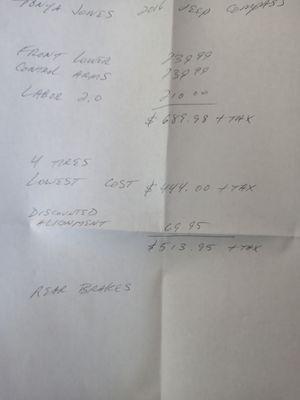 TONYA JONES 2016 JEEP COMPASS
FRONT LOWER 239.99
CONTROL ARMS 239.99
LABOR 2.0 210.00
$689.98 + TAX
4 TIRES
LOWEST COST $444.00 + TAX
DISCOUNTED
ALIGNMENT 69.95
$513.95 + TAX
REAR BRAKES